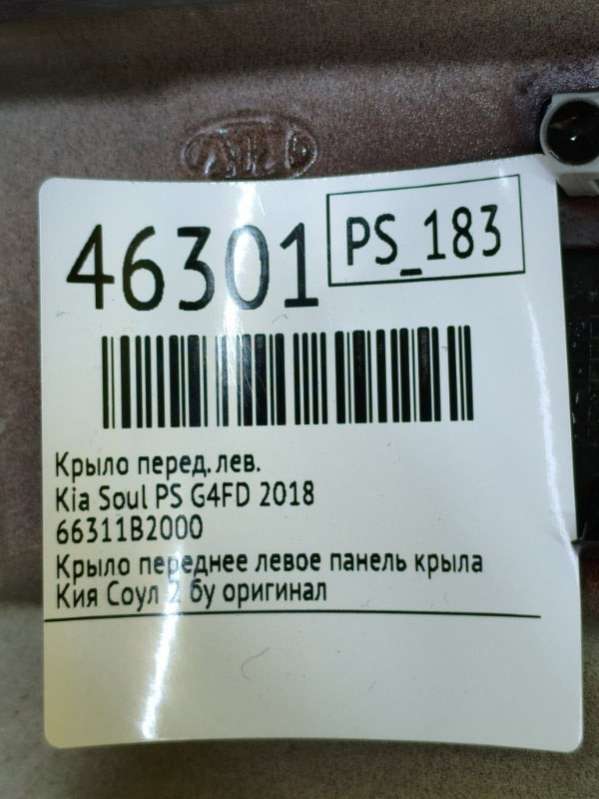 KIA
46301
PS_183
Крыло перед. лев.
Kia Soul PS G4FD 2018
66311B2000
Крыло переднее левое панель крыла
Кия Соул 2 бу оригинал